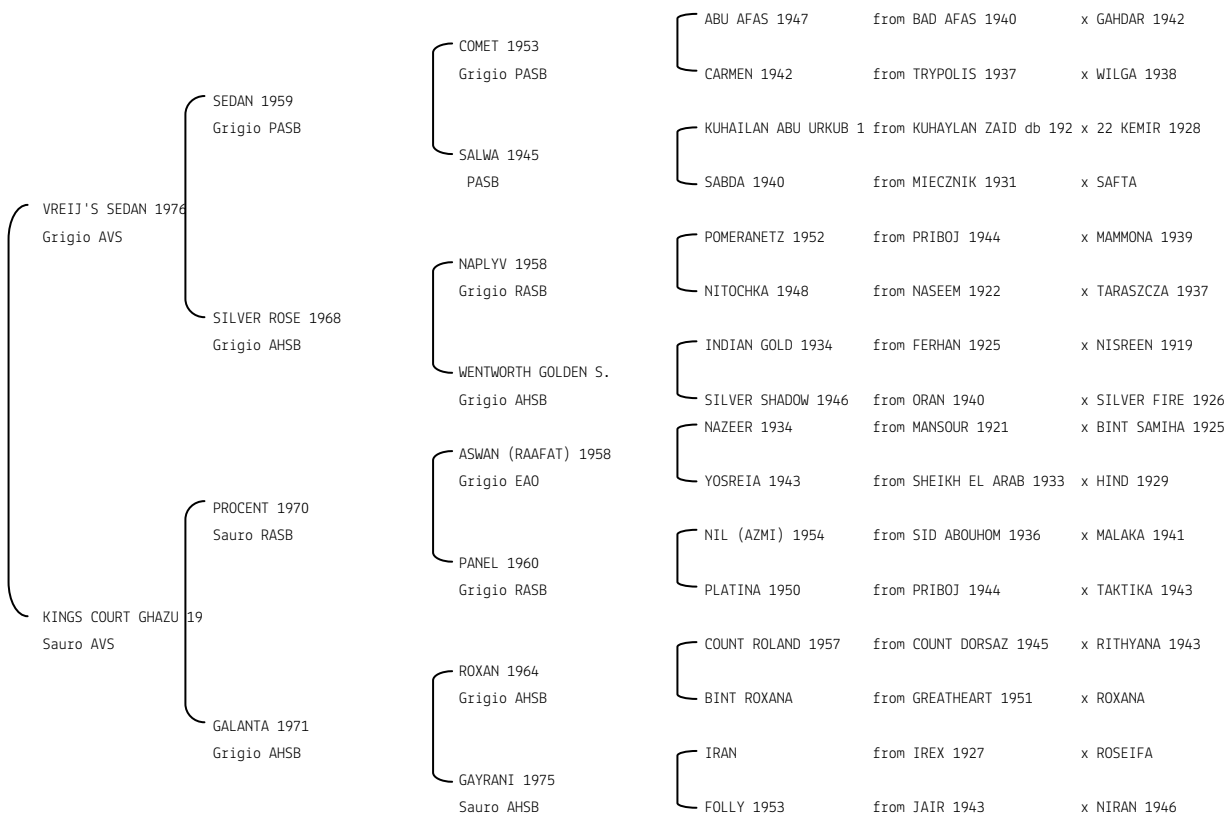 ABU AFAS 1947 from BAD AFAS 1940 x GAHDAR 1942
COMET 1953
Grigio PASB
CARMEN 1942 from TRYPOLIS 1937 x WILGA 1938
SEDAN 1959
Grigio PASB
KUHAILAN ABU URKUB 1 from KUHAYLAN ZAID db 192 x 22 KEMIR 1928
SALWA 1945
PASB
SABDA 1940 from MIECZNIK 1931 x SAFTA
VREIJ'S SEDAN 1976
Grigio AVS
POMERANETZ 1952 from PRIBOJ 1944 x MAMMONA 1939
NAPLYV 1958
Grigio RASB
NITOCHKA 1948 from NASEEM 1922 x TARASZCZA 1937
SILVER ROSE 1968
Grigio AHSB
INDIAN GOLD 1934 from FERHAN 1925 x NISREEN 1919
WENTWORTH GOLDEN S.
Grigio AHSB
SILVER SHADOW 1946 from ORAN 1940 x SILVER FIRE 1926
NAZEER 1934 from MANSOUR 1921 x BINT SAMIHA 1925
ASWAN (RAAFAT) 1958
Grigio EAO
YOSREIA 1943 from SHEIKH EL ARAB 1933 x HIND 1929
PROCENT 1970
Sauro RASB
NIL (AZMI) 1954 from SID ABOUHOM 1936 x MALAKA 1941
PANEL 1960
Grigio RASB
PLATINA 1950 from PRIBOJ 1944 x TAKTIKA 1943
KINGS COURT GHAZU 19
Sauro AVS
COUNT ROLAND 1957 from COUNT DORSAZ 1945 x RITHYANA 1943
ROXAN 1964
Grigio AHSB
BINT ROXANA from GREATHEART 1951 x ROXANA
GALANTA 1971
Grigio AHSB
IRAN from IREX 1927 x ROSEIFA
GAYRANI 1975
Sauro AHSB
FOLLY 1953 from JAIR 1943 x NIRAN 1946